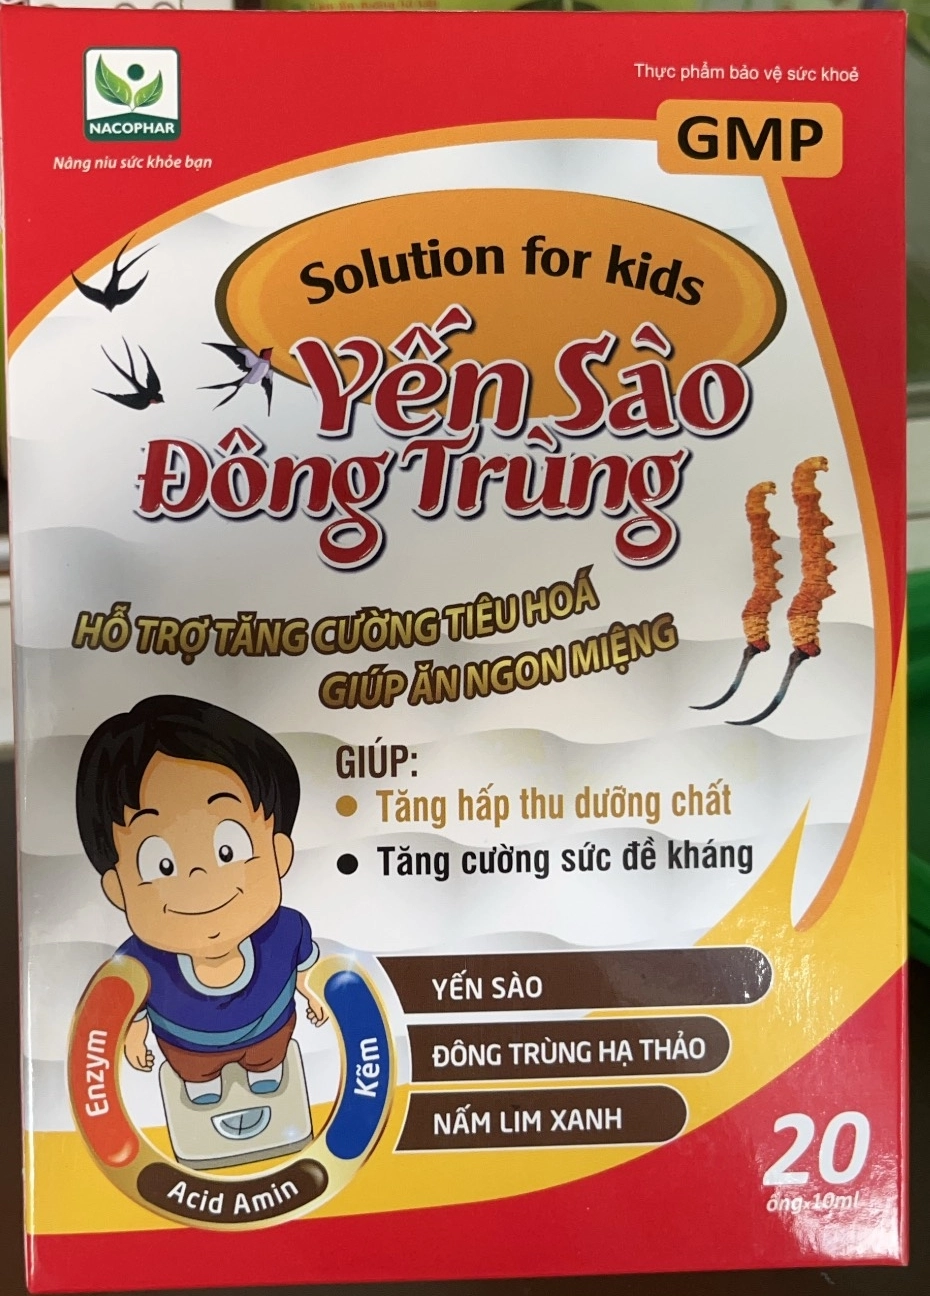 NACOPHAR
Nâng niu sức khỏe bạn
Thực phẩm bảo vệ sức khoẻ
GMP
Solution for kids
Yến Sào
Đông Trùng
HỖ TRỢ TĂNG CƯỜNG TIÊU HOÁ
GIÚP ĂN NGON MIỆNG
GIÚP:
• Tăng hấp thu dưỡng chất
• Tăng cường sức đề kháng
YẾN SÀO
ĐÔNG TRÙNG HẠ THẢO
NẤM LIM XANH
Enzym
Kẽm
Acid Amin
20
ống x 10ml